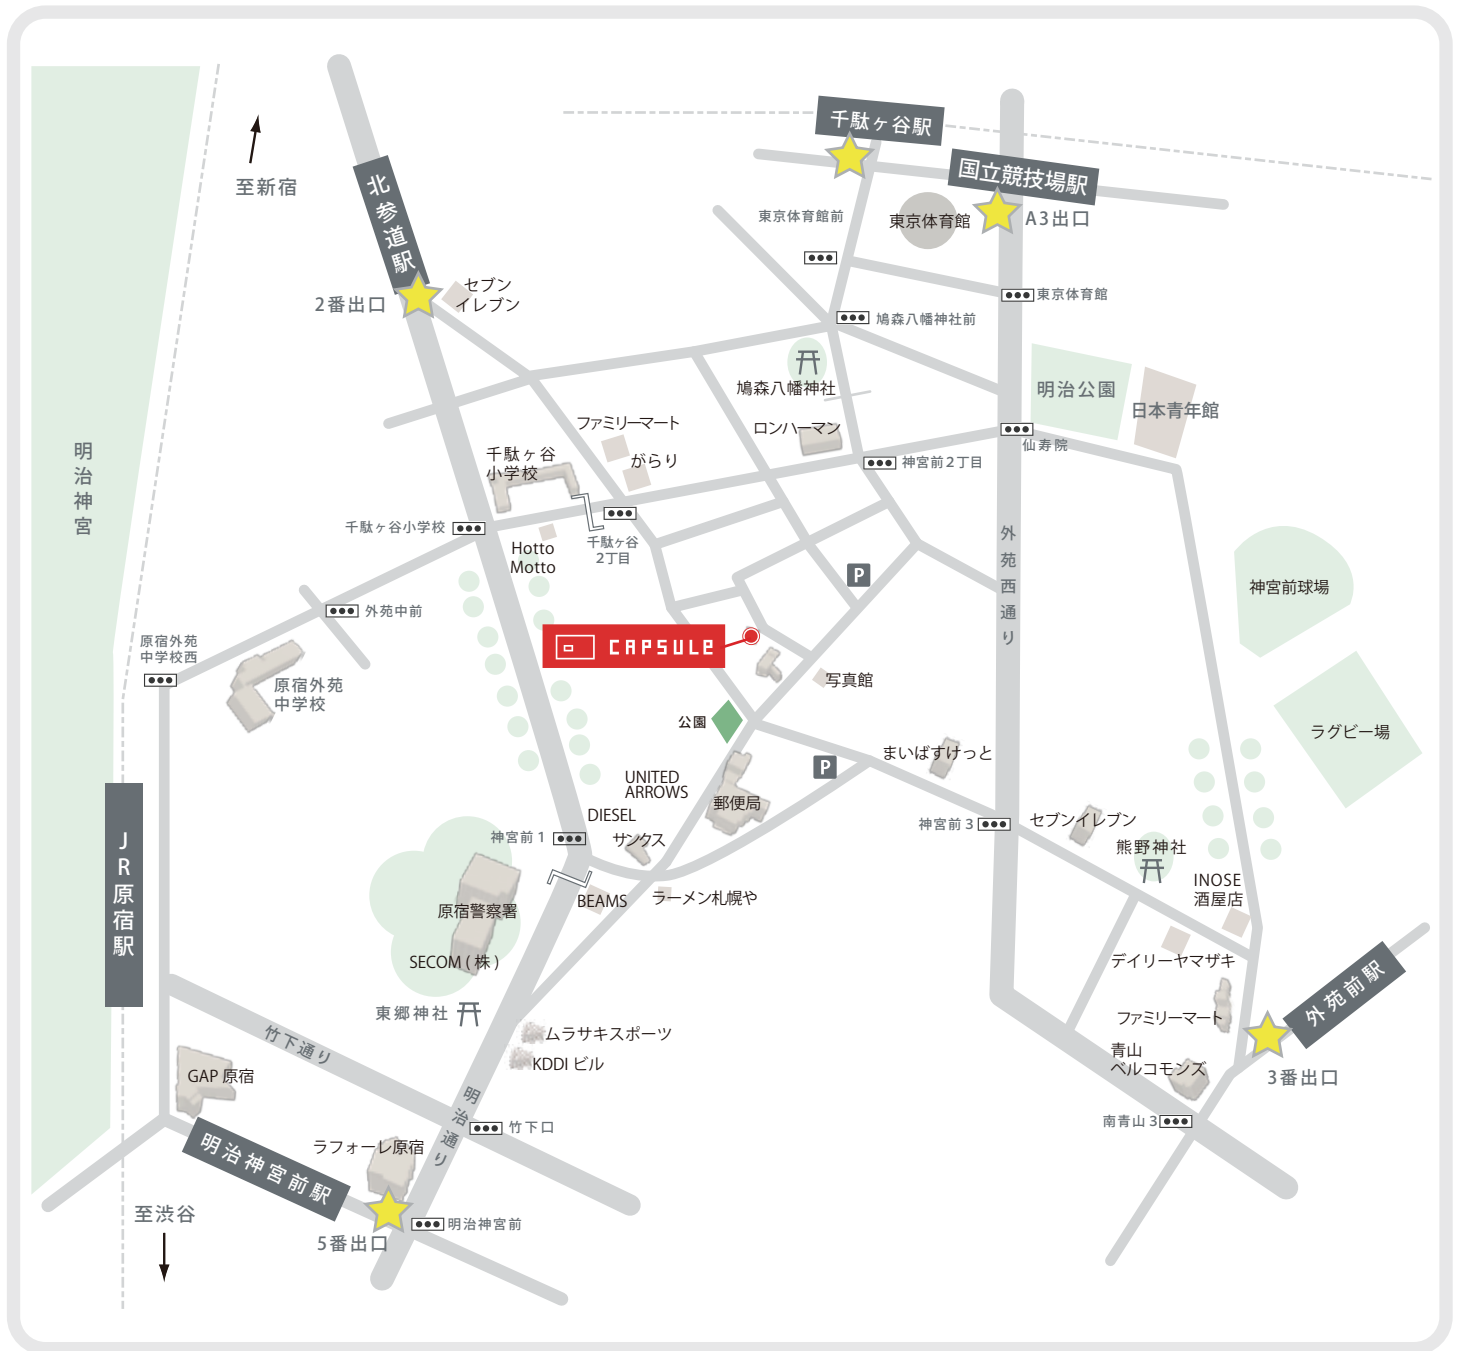 千駄ヶ谷駅
国立競技場駅
A3出口
東京体育館
東京体育館前
東京体育館
至新宿
北参道駅
2番出口
セブン
イレブン
鳩森八幡神社前
鳩森八幡神社
明治公園
日本青年館
ロンハーマン
仙寿院
神宮前2丁目
ファミリーマート
がらり
千駄ヶ谷
小学校
千駄ヶ谷小学校
千駄ヶ谷
2丁目
Hotto
Motto
明治神宮
外苑西通り
神宮前球場
P
外苑中前
原宿外苑
中学校西
原宿外苑
中学校
CAPSULE
写真館
公園
ラグビー場
まいばすけっと
P
UNITED
ARROWS
郵便局
DIESEL
サンクス
神宮前1
神宮前3
セブンイレブン
熊野神社
INOSE
酒屋店
JR原宿駅
原宿警察署
BEAMS
ラーメン札幌や
SECOM (株)
デイリーヤマザキ
外苑前駅
東郷神社
ムラサキスポーツ
KDDI ビル
ファミリーマート
青山
ベルコモンズ
3番出口
竹下通り
GAP 原宿
明治通り
南青山3
竹下口
ラフォーレ原宿
明治神宮前駅
至渋谷
5番出口
明治神宮前